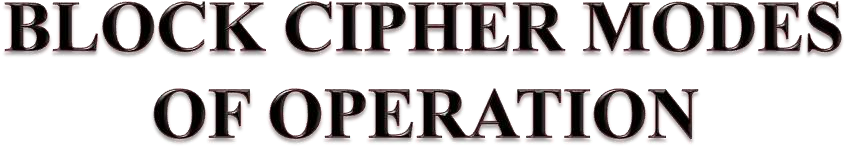 BLOCK CIPHER MODES
OF OPERATION